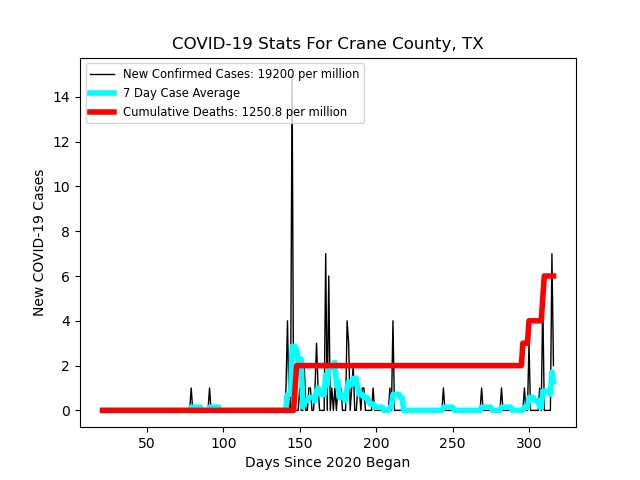 COVID-19 Stats For Crane County, TX
New Confirmed Cases: 19200 per million
7 Day Case Average
Cumulative Deaths: 1250.8 per million
New COVID-19 Cases
14
12
10
8
6
4
2
0
50
100
150
200
250
300
Days Since 2020 Began